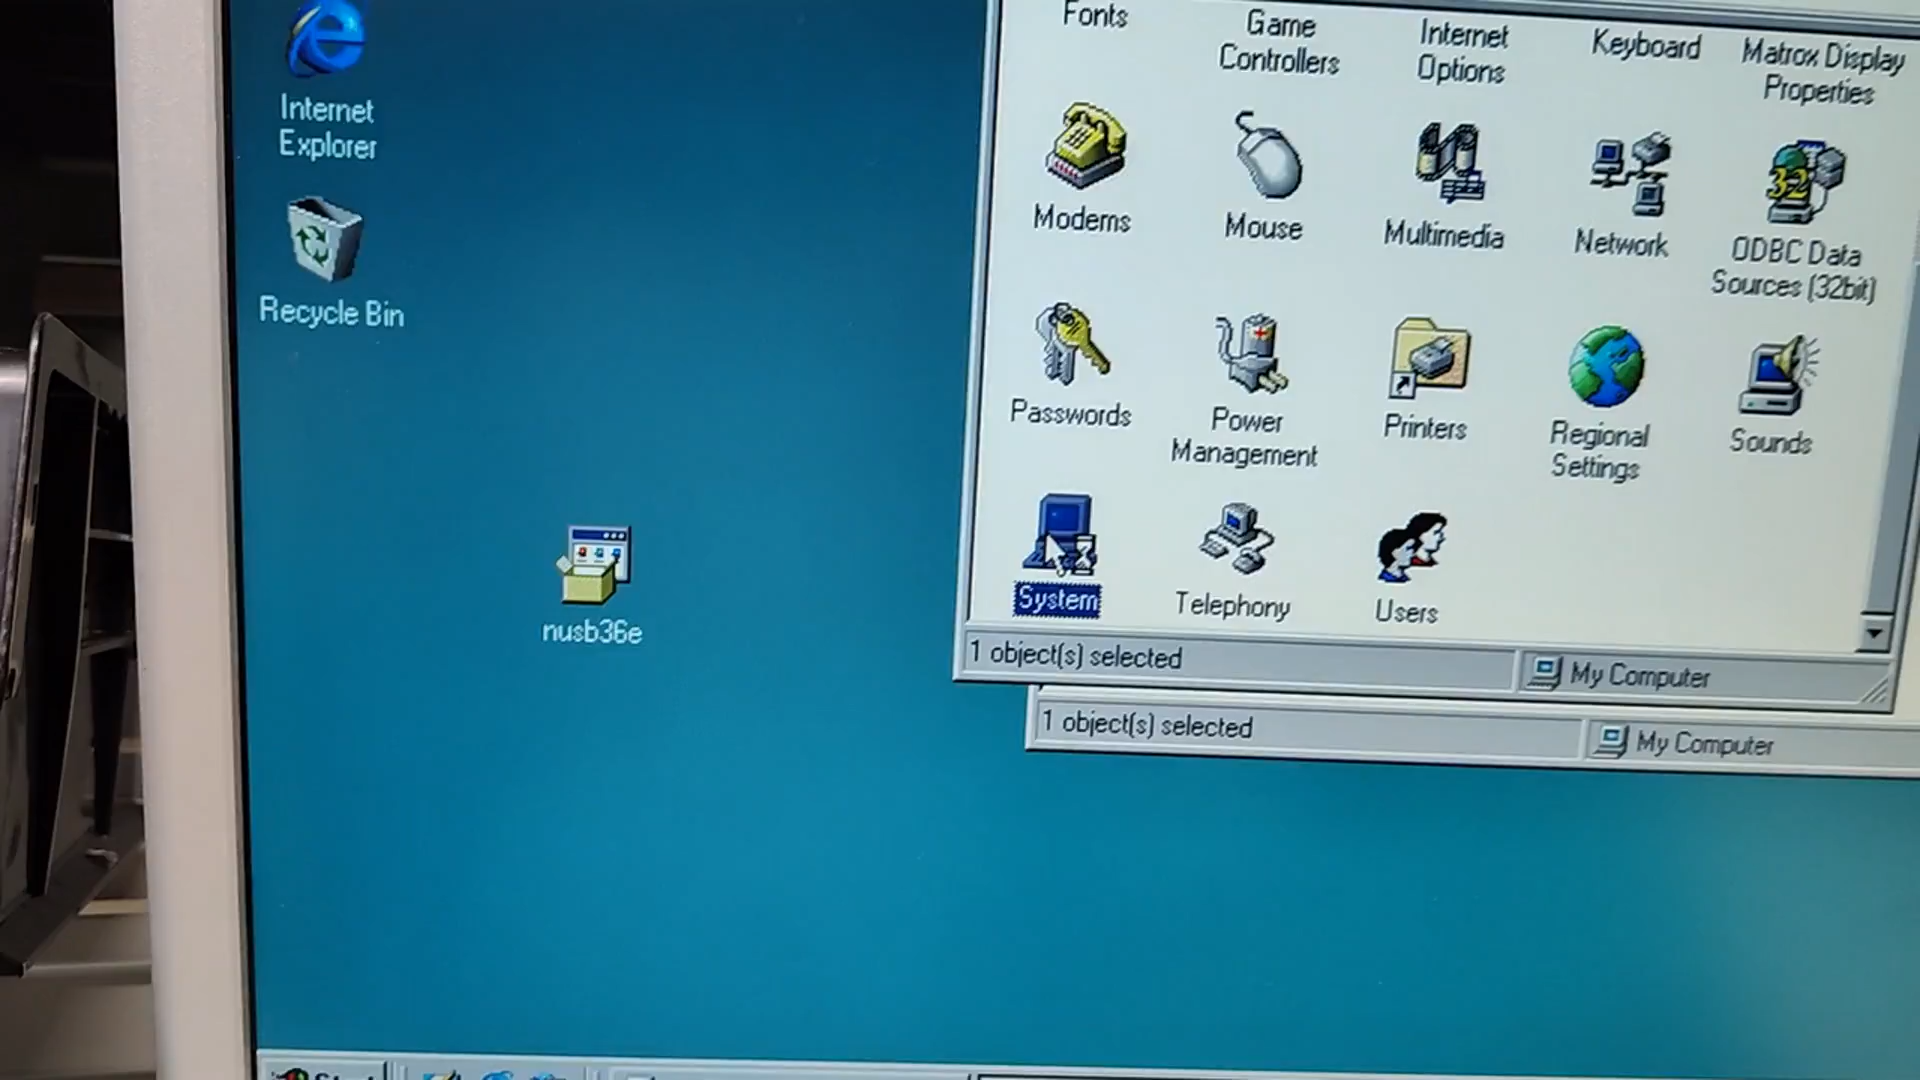 Internet
Explorer
Recycle Bin
nusb36e
Fonts
Game
Controllers
Internet
Options
Keyboard
Matrox Display
Properties
Modems
Mouse
Multimedia
Network
32
ODBC Data
Sources (32bit)
Passwords
Power
Management
Printers
Regional
Settings
Sounds
System
Telephony
Users
1 object(s) selected
My Computer
1 object(s) selected
My Computer
Start